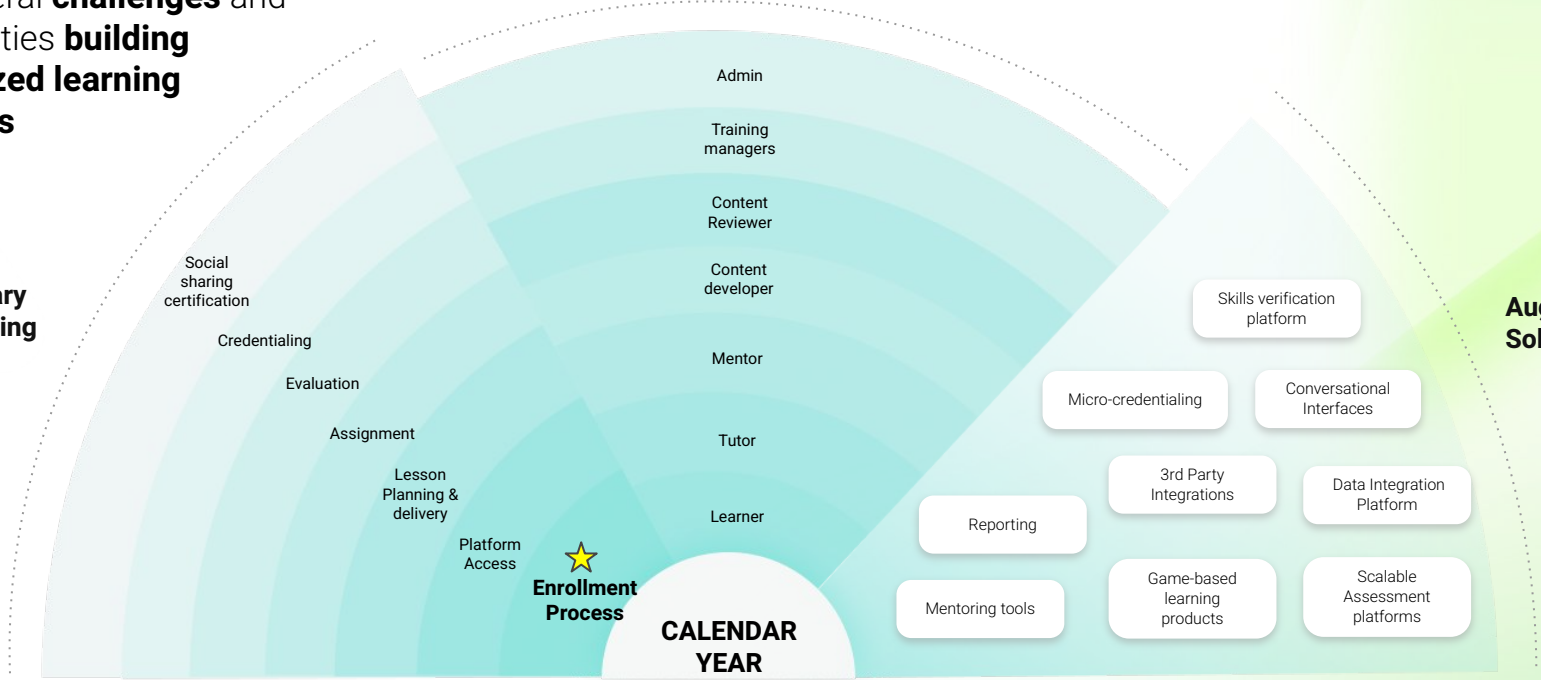 challenges and
building
learning
Admin
Training
managers
Content
Reviewer
Content
developer
Mentor
Tutor
Learner
Social
sharing
certification
Credentialing
Evaluation
Assignment
Lesson
Planning &
delivery
Platform
Access
Enrollment
Process
CALENDAR
YEAR
Skills verification
platform
Micro-credentialing
Conversational
Interfaces
3rd Party
Integrations
Data Integration
Platform
Reporting
Mentoring tools
Game-based
learning
products
Scalable
Assessment
platforms